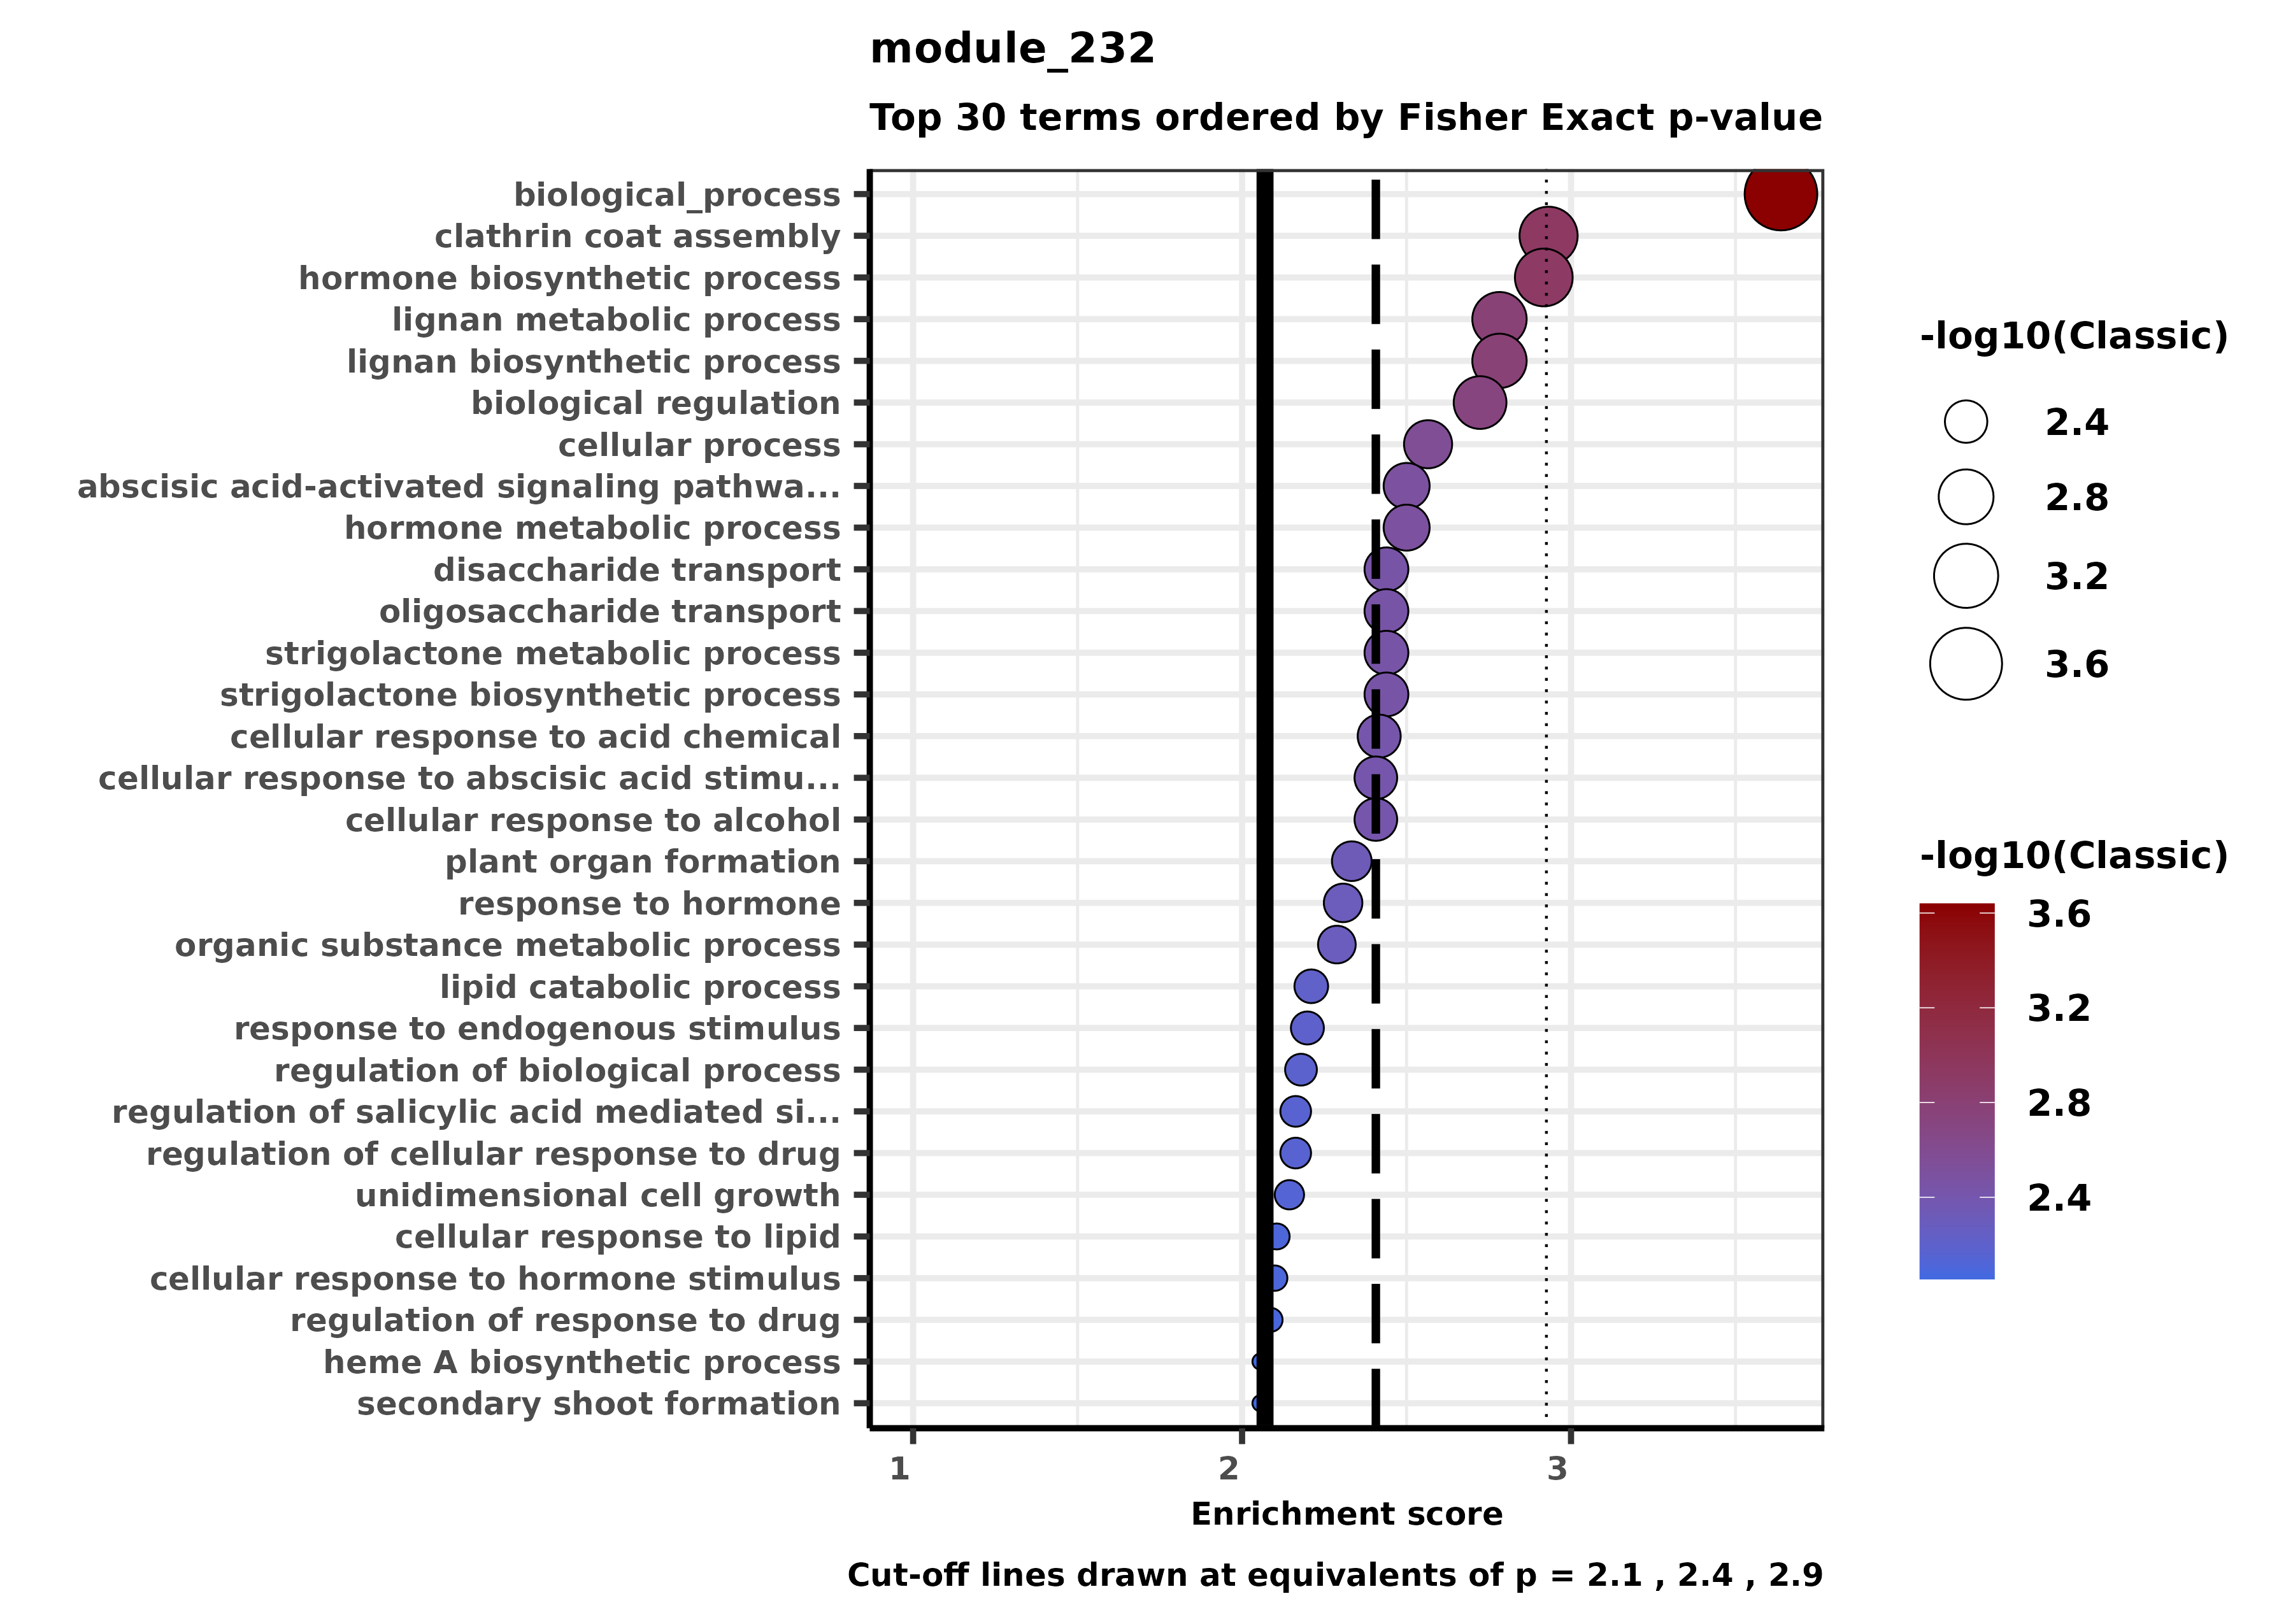 module_232
Top 30 terms ordered by Fisher Exact p-value
biological_process
clathrin coat assembly
hormone biosynthetic process
lignan metabolic process
lignan biosynthetic process
biological regulation
cellular process
abscisic acid-activated signaling pathwa...
hormone metabolic process
disaccharide transport
oligosaccharide transport
strigolactone metabolic process
strigolactone biosynthetic process
cellular response to acid chemical
cellular response to abscisic acid stimu...
cellular response to alcohol
plant organ formation
response to hormone
organic substance metabolic process
lipid catabolic process
response to endogenous stimulus
regulation of biological process
regulation of salicylic acid mediated si...
regulation of cellular response to drug
unidimensional cell growth
cellular response to lipid
cellular response to hormone stimulus
regulation of response to drug
heme A biosynthetic process
secondary shoot formation
1 2 3
Enrichment score
Cut-off lines drawn at equivalents of p = 2.1 , 2.4 , 2.9
-log10(Classic)
2.4
2.8
3.2
3.6
-log10(Classic)
3.6
3.2
2.8
2.4